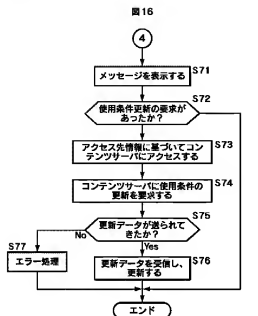 図16
4
メッセージを表示する
S71
使用条件更新の要求が
あったか?
S72
アクセス先情報に基づいてコン
テンツサーバにアクセスする
S73
コンテンツサーバに使用条件の
更新を要求する
S74
更新データが送られて
きたか?
S75
No
Yes
S77
エラー処理
更新データを受信し、
更新する
S76
エンド